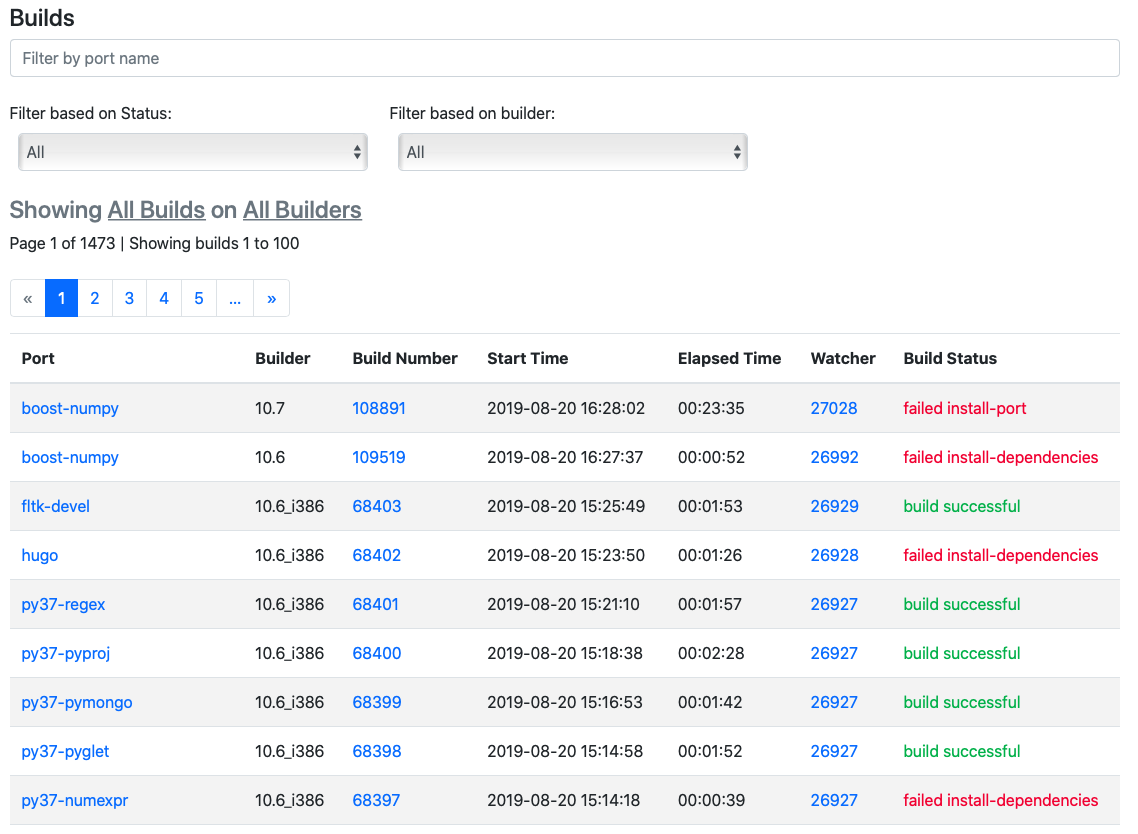 Builds
Filter by port name
Filter based on Status: Filter based on builder:
All All
Showing All Builds on All Builders
Page 1 of 1473 | Showing builds 1 to 100
« 1 2 3 4 5 ... »
Port Builder Build Number Start Time Elapsed Time Watcher Build Status
boost-numpy 10.7 108891 2019-08-20 16:28:02 00:23:35 27028 failed install-port
boost-numpy 10.6 109519 2019-08-20 16:27:37 00:00:52 26992 failed install-dependencies
fltk-devel 10.6_i386 68403 2019-08-20 15:25:49 00:01:53 26929 build successful
hugo 10.6_i386 68402 2019-08-20 15:23:50 00:01:26 26928 failed install-dependencies
py37-regex 10.6_i386 68401 2019-08-20 15:21:10 00:01:57 26927 build successful
py37-pyproj 10.6_i386 68400 2019-08-20 15:18:38 00:02:28 26927 build successful
py37-pymongo 10.6_i386 68399 2019-08-20 15:16:53 00:01:42 26927 build successful
py37-pyglet 10.6_i386 68398 2019-08-20 15:14:58 00:01:52 26927 build successful
py37-numexpr 10.6_i386 68397 2019-08-20 15:14:18 00:00:39 26927 failed install-dependencies